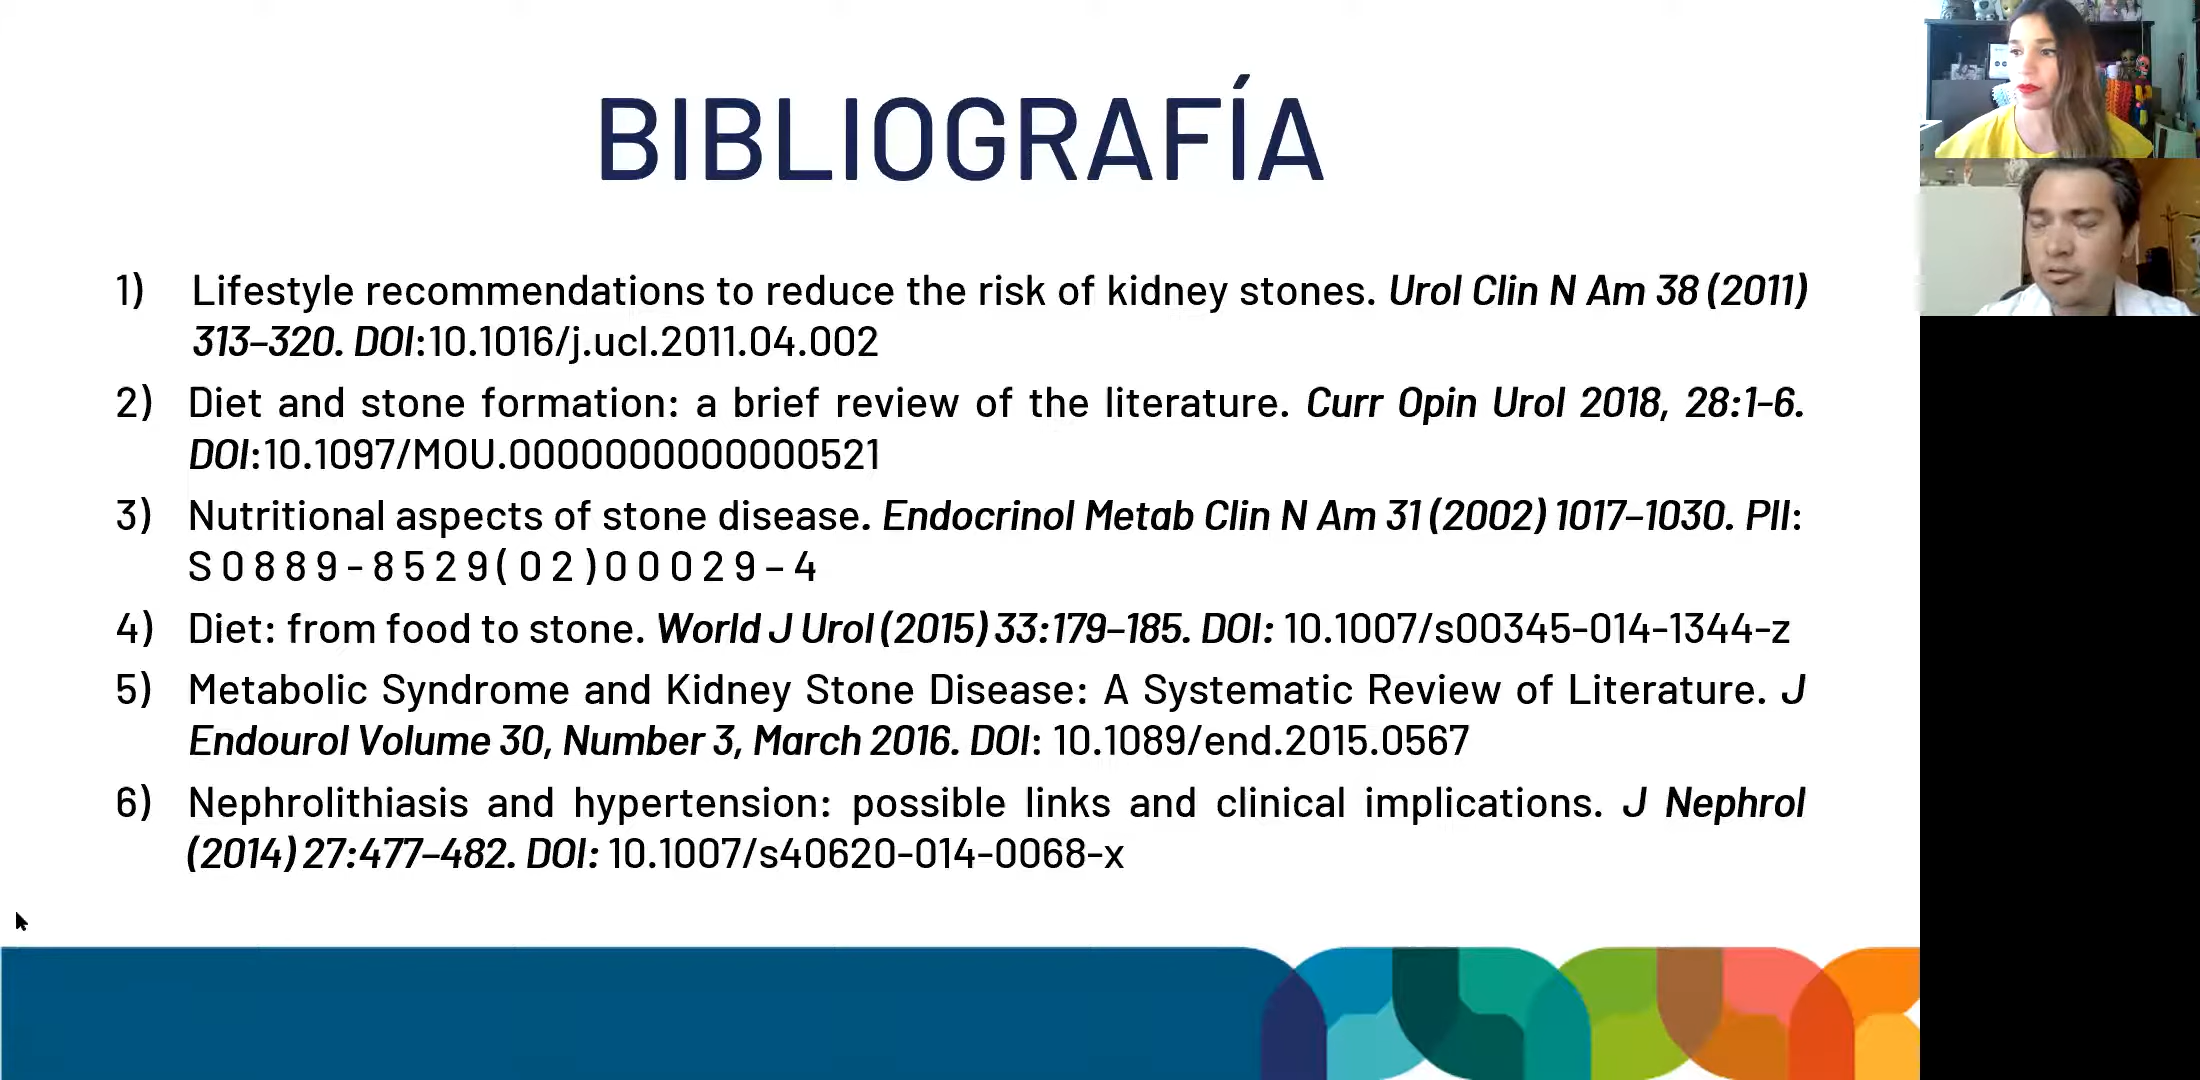 BIBLIOGRAFÍA
1) Lifestyle recommendations to reduce the risk of kidney stones. Urol Clin N Am 38 (2011)
313–320. DOI:10.1016/j.ucl.2011.04.002
2) Diet and stone formation: a brief review of the literature. Curr Opin Urol 2018, 28:1-6.
DOI:10.1097/MOU.0000000000000521
3) Nutritional aspects of stone disease. Endocrinol Metab Clin N Am 31 (2002) 1017–1030. PII:
S 0 8 8 9 - 8 5 2 9 ( 0 2 ) 0 0 0 2 9 – 4
4) Diet: from food to stone. World J Urol (2015) 33:179–185. DOI: 10.1007/s00345-014-1344-z
5) Metabolic Syndrome and Kidney Stone Disease: A Systematic Review of Literature. J
Endourol Volume 30, Number 3, March 2016. DOI: 10.1089/end.2015.0567
6) Nephrolithiasis and hypertension: possible links and clinical implications. J Nephrol
(2014) 27:477–482. DOI: 10.1007/s40620-014-0068-x